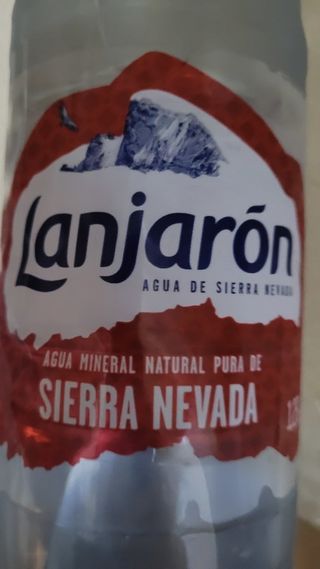 Lanjarón
AGUA DE SIERRA NEVADA
AGUA MINERAL NATURAL PURA DE
SIERRA NEVADA